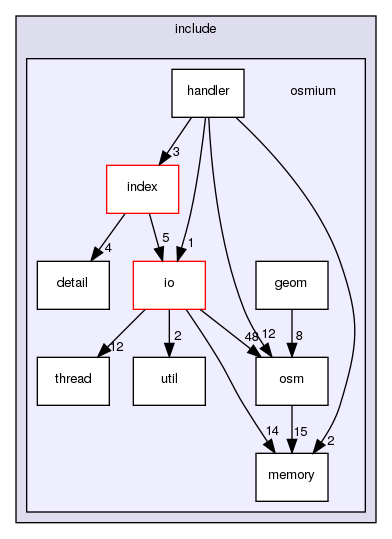 include
handler
osmium
3
index
5
1
4
detail
io
geom
12
2
48
12
8
thread
util
osm
14
15
2
memory